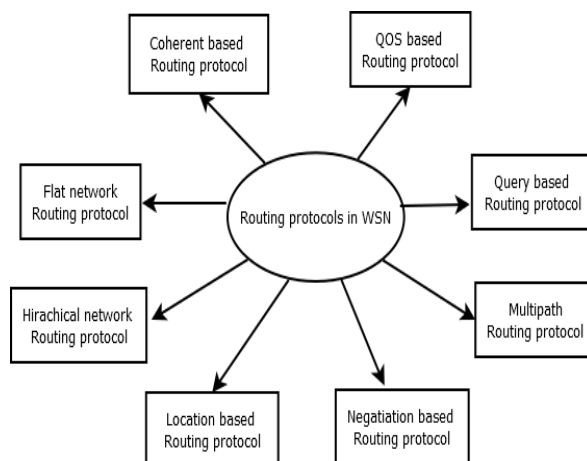 Coherent based
Routing protocol
QOS based
Routing protocol
Flat network
Routing protocol
Routing protocols in WSN
Query based
Routing protocol
Hirachical network
Routing protocol
Multipath
Routing protocol
Location based
Routing protocol
Negatiation based
Routing protocol